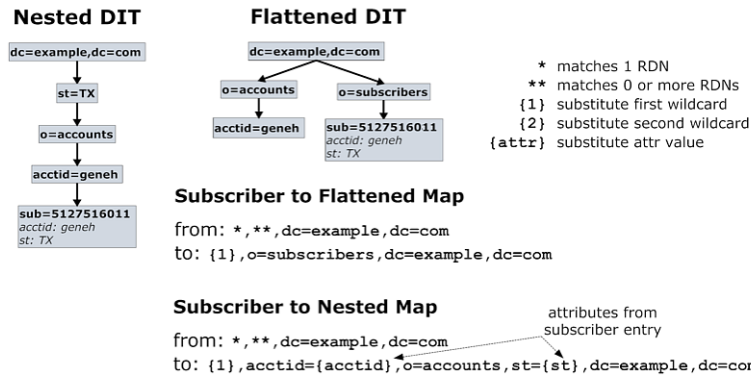 Nested DIT
dc=example,dc=com
st=TX
o=accounts
acctid=geneh
sub=5127516011
acctid: geneh
st: TX
Flattened DIT
dc=example,dc=com
o=accounts
o=subscribers
acctid=geneh
sub=5127516011
acctid: geneh
st: TX
* matches 1 RDN
** matches 0 or more RDNs
{1} substitute first wildcard
{2} substitute second wildcard
{attr} substitute attr value
Subscriber to Flattened Map
from: *,**,dc=example,dc=com
to: {1},o=subscribers,dc=example,dc=com
Subscriber to Nested Map
attributes from
subscriber entry
from: *,**,dc=example,dc=com
to: {1},acctid={acctid},o=accounts,st={st},dc=example,dc=com